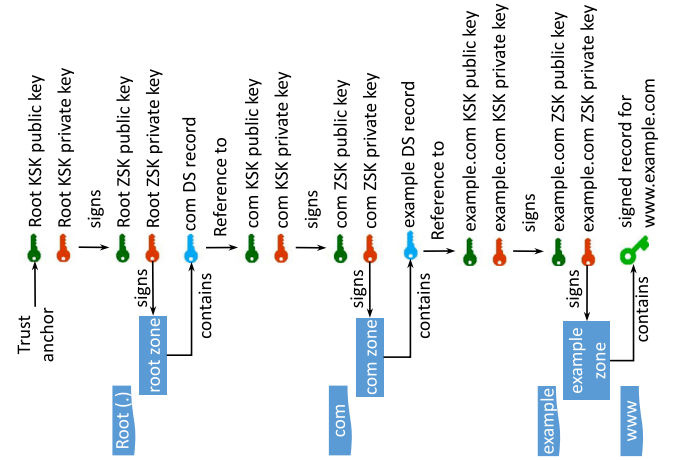 Trust
anchor
Root KSK public key
Root KSK private key
signs
Root ZSK public key
Root ZSK private key
signs
root zone
Root (.)
contains
com DS record
Reference to
com KSK public key
com KSK private key
signs
com ZSK public key
com ZSK private key
signs
com zone
com
contains
example DS record
Reference to
example.com KSK public key
example.com KSK private key
signs
example.com ZSK public key
example.com ZSK private key
signs
example
zone
example
contains
signed record for
www.example.com
www